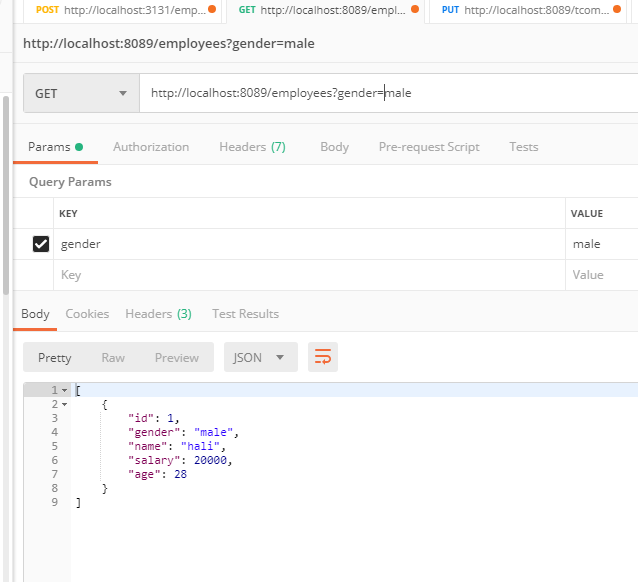 POST http://localhost:3131/emp... GET http://localhost:8089/empl... PUT http://localhost:8089/tcom...
http://localhost:8089/employees?gender=male
GET http://localhost:8089/employees?gender=male
Params Authorization Headers (7) Body Pre-request Script Tests
Query Params
KEY VALUE
gender male
Key Value
Body Cookies Headers (3) Test Results
Pretty Raw Preview JSON
1 [
2 {
3 "id": 1,
4 "gender": "male",
5 "name": "hali",
6 "salary": 20000,
7 "age": 28
8 }
9 ]